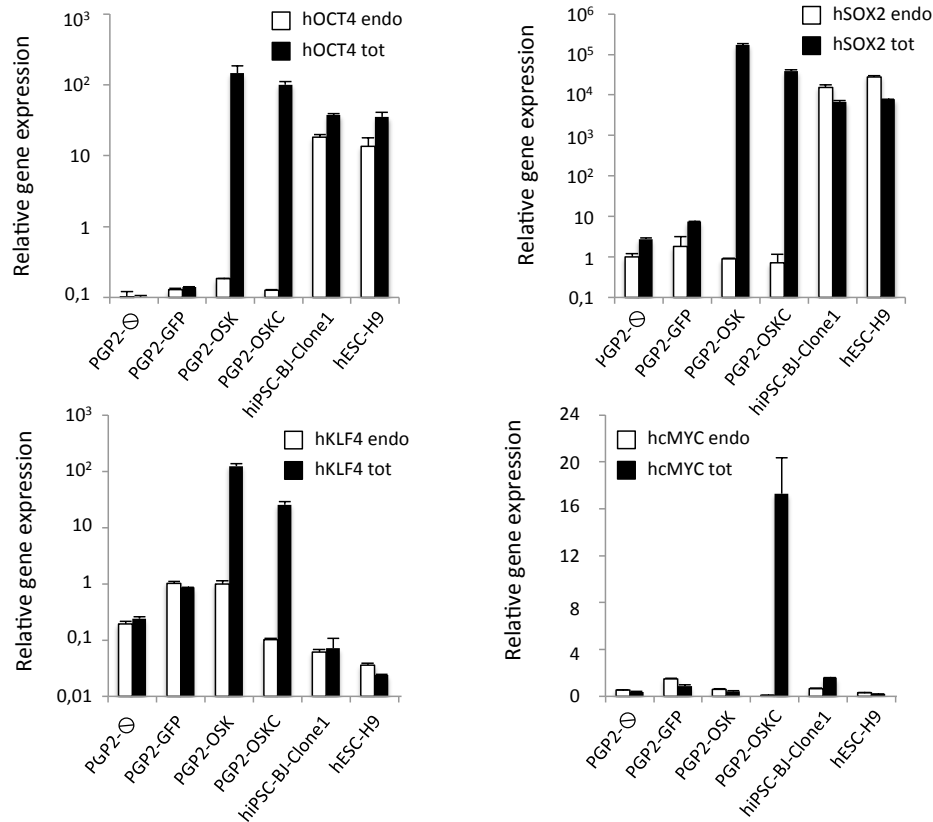 hOCT4 endo
hOCT4 tot
Relative gene expression
10³
10²
10
1
0,1
PGP2-⦸
PGP2-GFP
PGP2-OSK
PGP2-OSKC
hiPSC-BJ-Clone1
hESC-H9
hSOX2 endo
hSOX2 tot
Relative gene expression
10⁶
10⁵
10⁴
10³
10²
10
1
0,1
PGP2-⦸
PGP2-GFP
PGP2-OSK
PGP2-OSKC
hiPSC-BJ-Clone1
hESC-H9
hKLF4 endo
hKLF4 tot
Relative gene expression
10³
10²
10
1
0,1
0,01
PGP2-⦸
PGP2-GFP
PGP2-OSK
PGP2-OSKC
hiPSC-BJ-Clone1
hESC-H9
hcMYC endo
hcMYC tot
Relative gene expression
24
20
16
12
8
4
0
PGP2-⦸
PGP2-GFP
PGP2-OSK
PGP2-OSKC
hiPSC-BJ-Clone1
hESC-H9